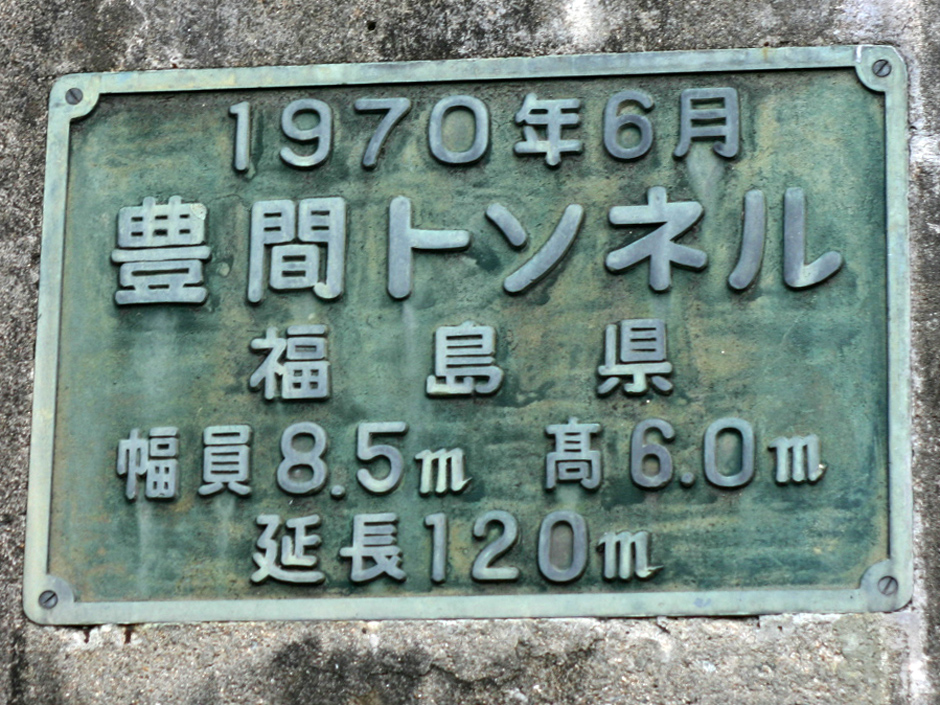 1970年6月
豊間トンネル
福島県
幅員8.5m 髙6.0m
延長120m